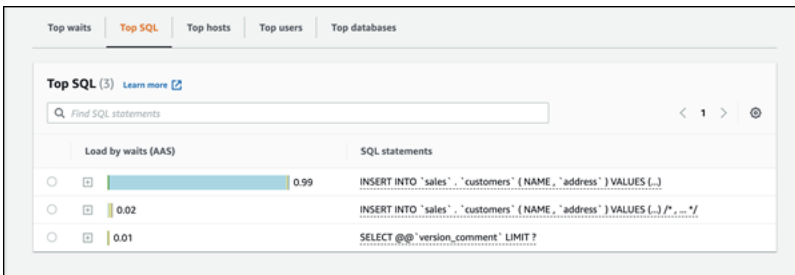 Top waits Top SQL Top hosts Top users Top databases
Top SQL (3) Learn more
Find SQL statements
< 1 >
Load by waits (AAS) SQL statements
0.99 INSERT INTO `sales` . `customers` ( NAME , `address` ) VALUES (...)
0.02 INSERT INTO `sales` . `customers` ( NAME , `address` ) VALUES (...) /* , ... */
0.01 SELECT @@`version_comment` LIMIT ?